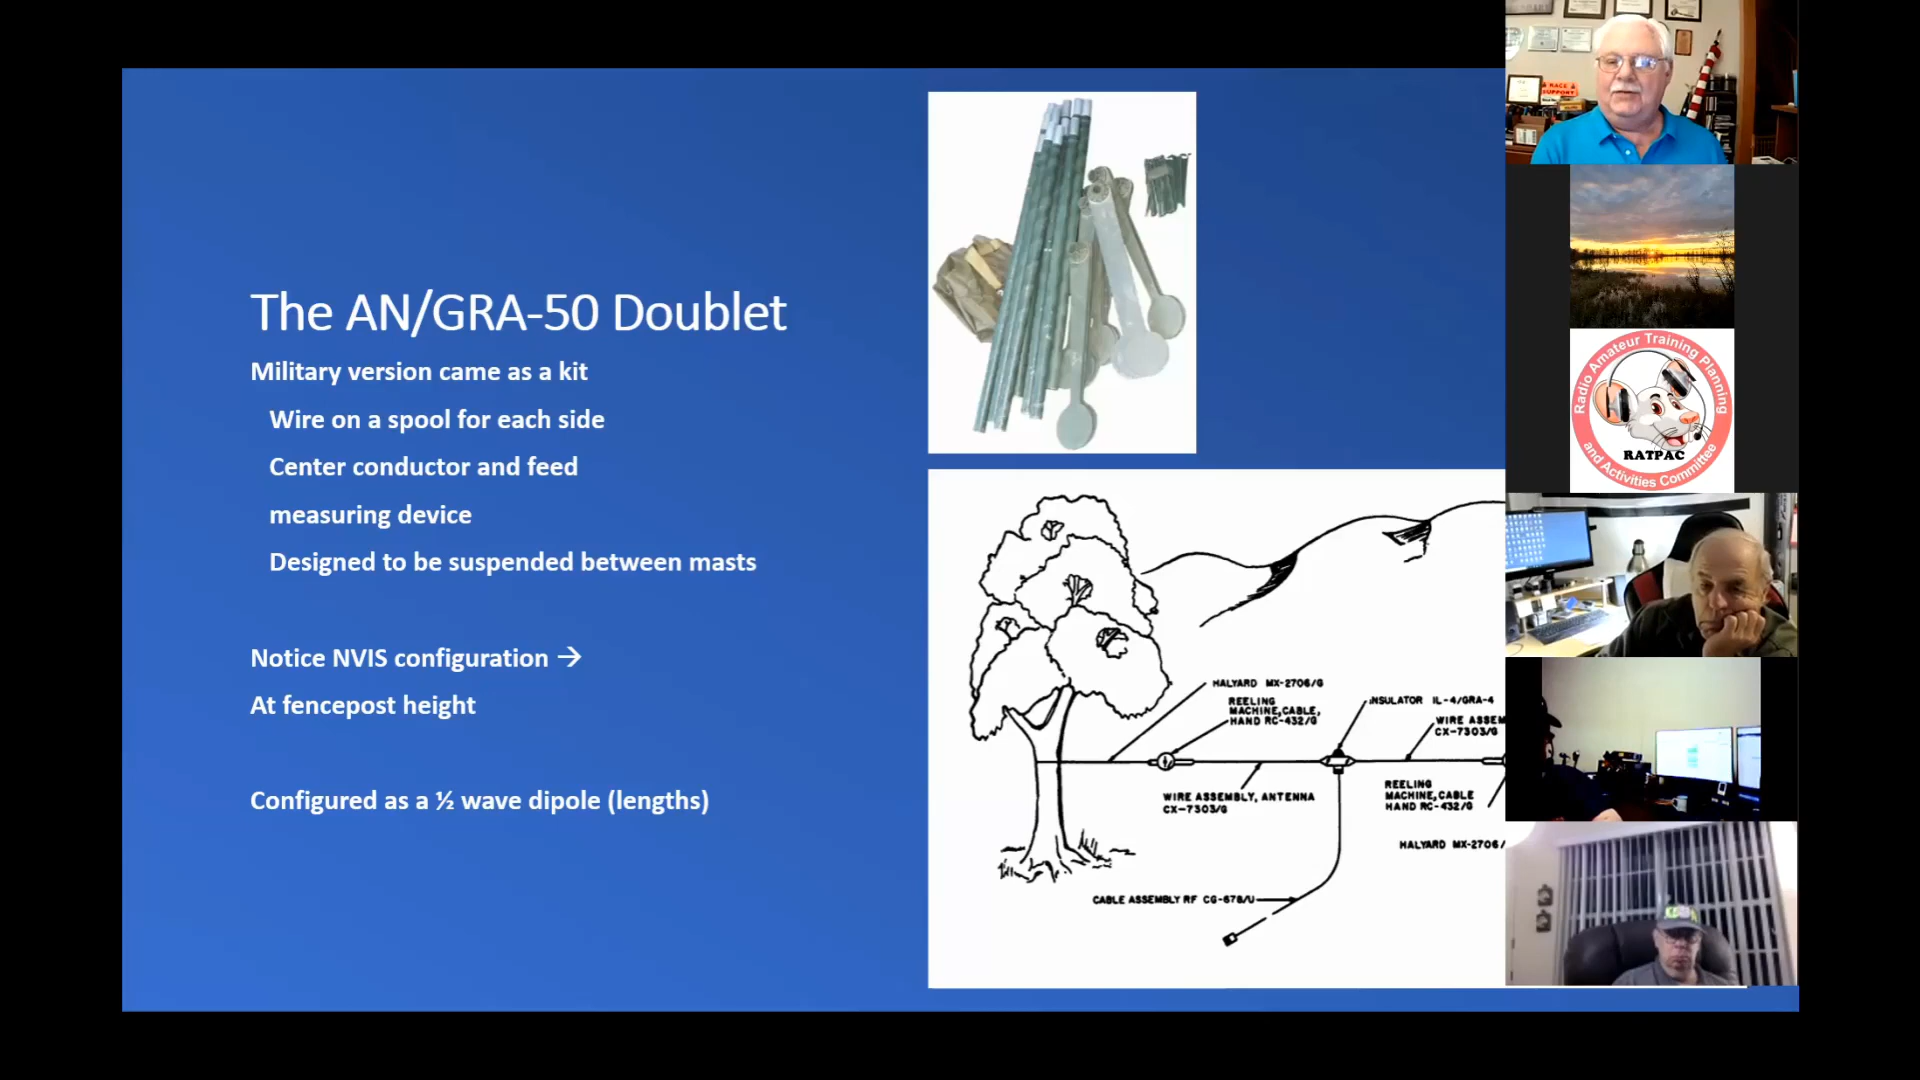 The AN/GRA-50 Doublet
Military version came as a kit
Wire on a spool for each side
Center conductor and feed
measuring device
Designed to be suspended between masts
Notice NVIS configuration →
At fencepost height
Configured as a ½ wave dipole (lengths)
HALYARD MX-2706/G
REELING
MACHINE,CABLE,
HAND RC-432/G
INSULATOR IL-4/GRA-4
WIRE ASSEM
CX-7303/G
WIRE ASSEMBLY, ANTENNA
CX-7303/G
REELING
MACHINE,CABLE
HAND RC-432/G
HALYARD MX-2706/
CABLE ASSEMBLY RF CG-678/U
RACE
SUPPORT
Radio Amateur Training Planning
and Activities Committee
RATPAC